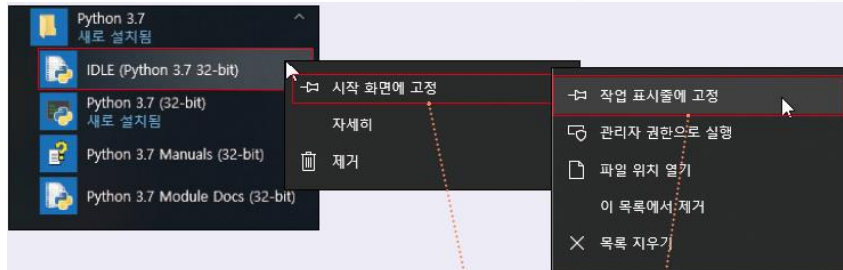 Python 3.7
새로 설치됨
IDLE (Python 3.7 32-bit)
Python 3.7 (32-bit)
새로 설치됨
Python 3.7 Manuals (32-bit)
Python 3.7 Module Docs (32-bit)
시작 화면에 고정
자세히
제거
작업 표시줄에 고정
관리자 권한으로 실행
파일 위치 열기
이 목록에서 제거
목록 지우기